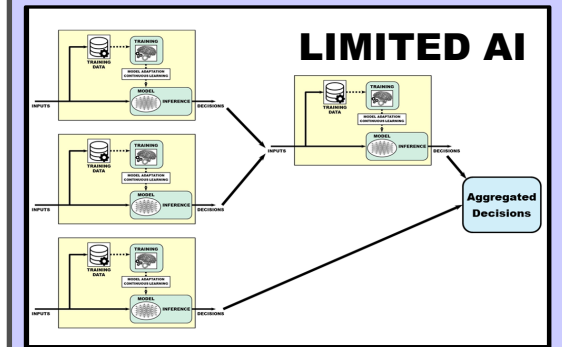 LIMITED AI
TRAINING
TRAINING
DATA
MODEL ADAPTATION
CONTINUOUS LEARNING
MODEL
INFERENCE
INPUTS
DECISIONS
TRAINING
TRAINING
DATA
MODEL ADAPTATION
CONTINUOUS LEARNING
MODEL
INFERENCE
INPUTS
DECISIONS
TRAINING
TRAINING
DATA
MODEL ADAPTATION
CONTINUOUS LEARNING
MODEL
INFERENCE
INPUTS
DECISIONS
TRAINING
TRAINING
DATA
MODEL ADAPTATION
CONTINUOUS LEARNING
MODEL
INFERENCE
INPUTS
DECISIONS
Aggregated
Decisions